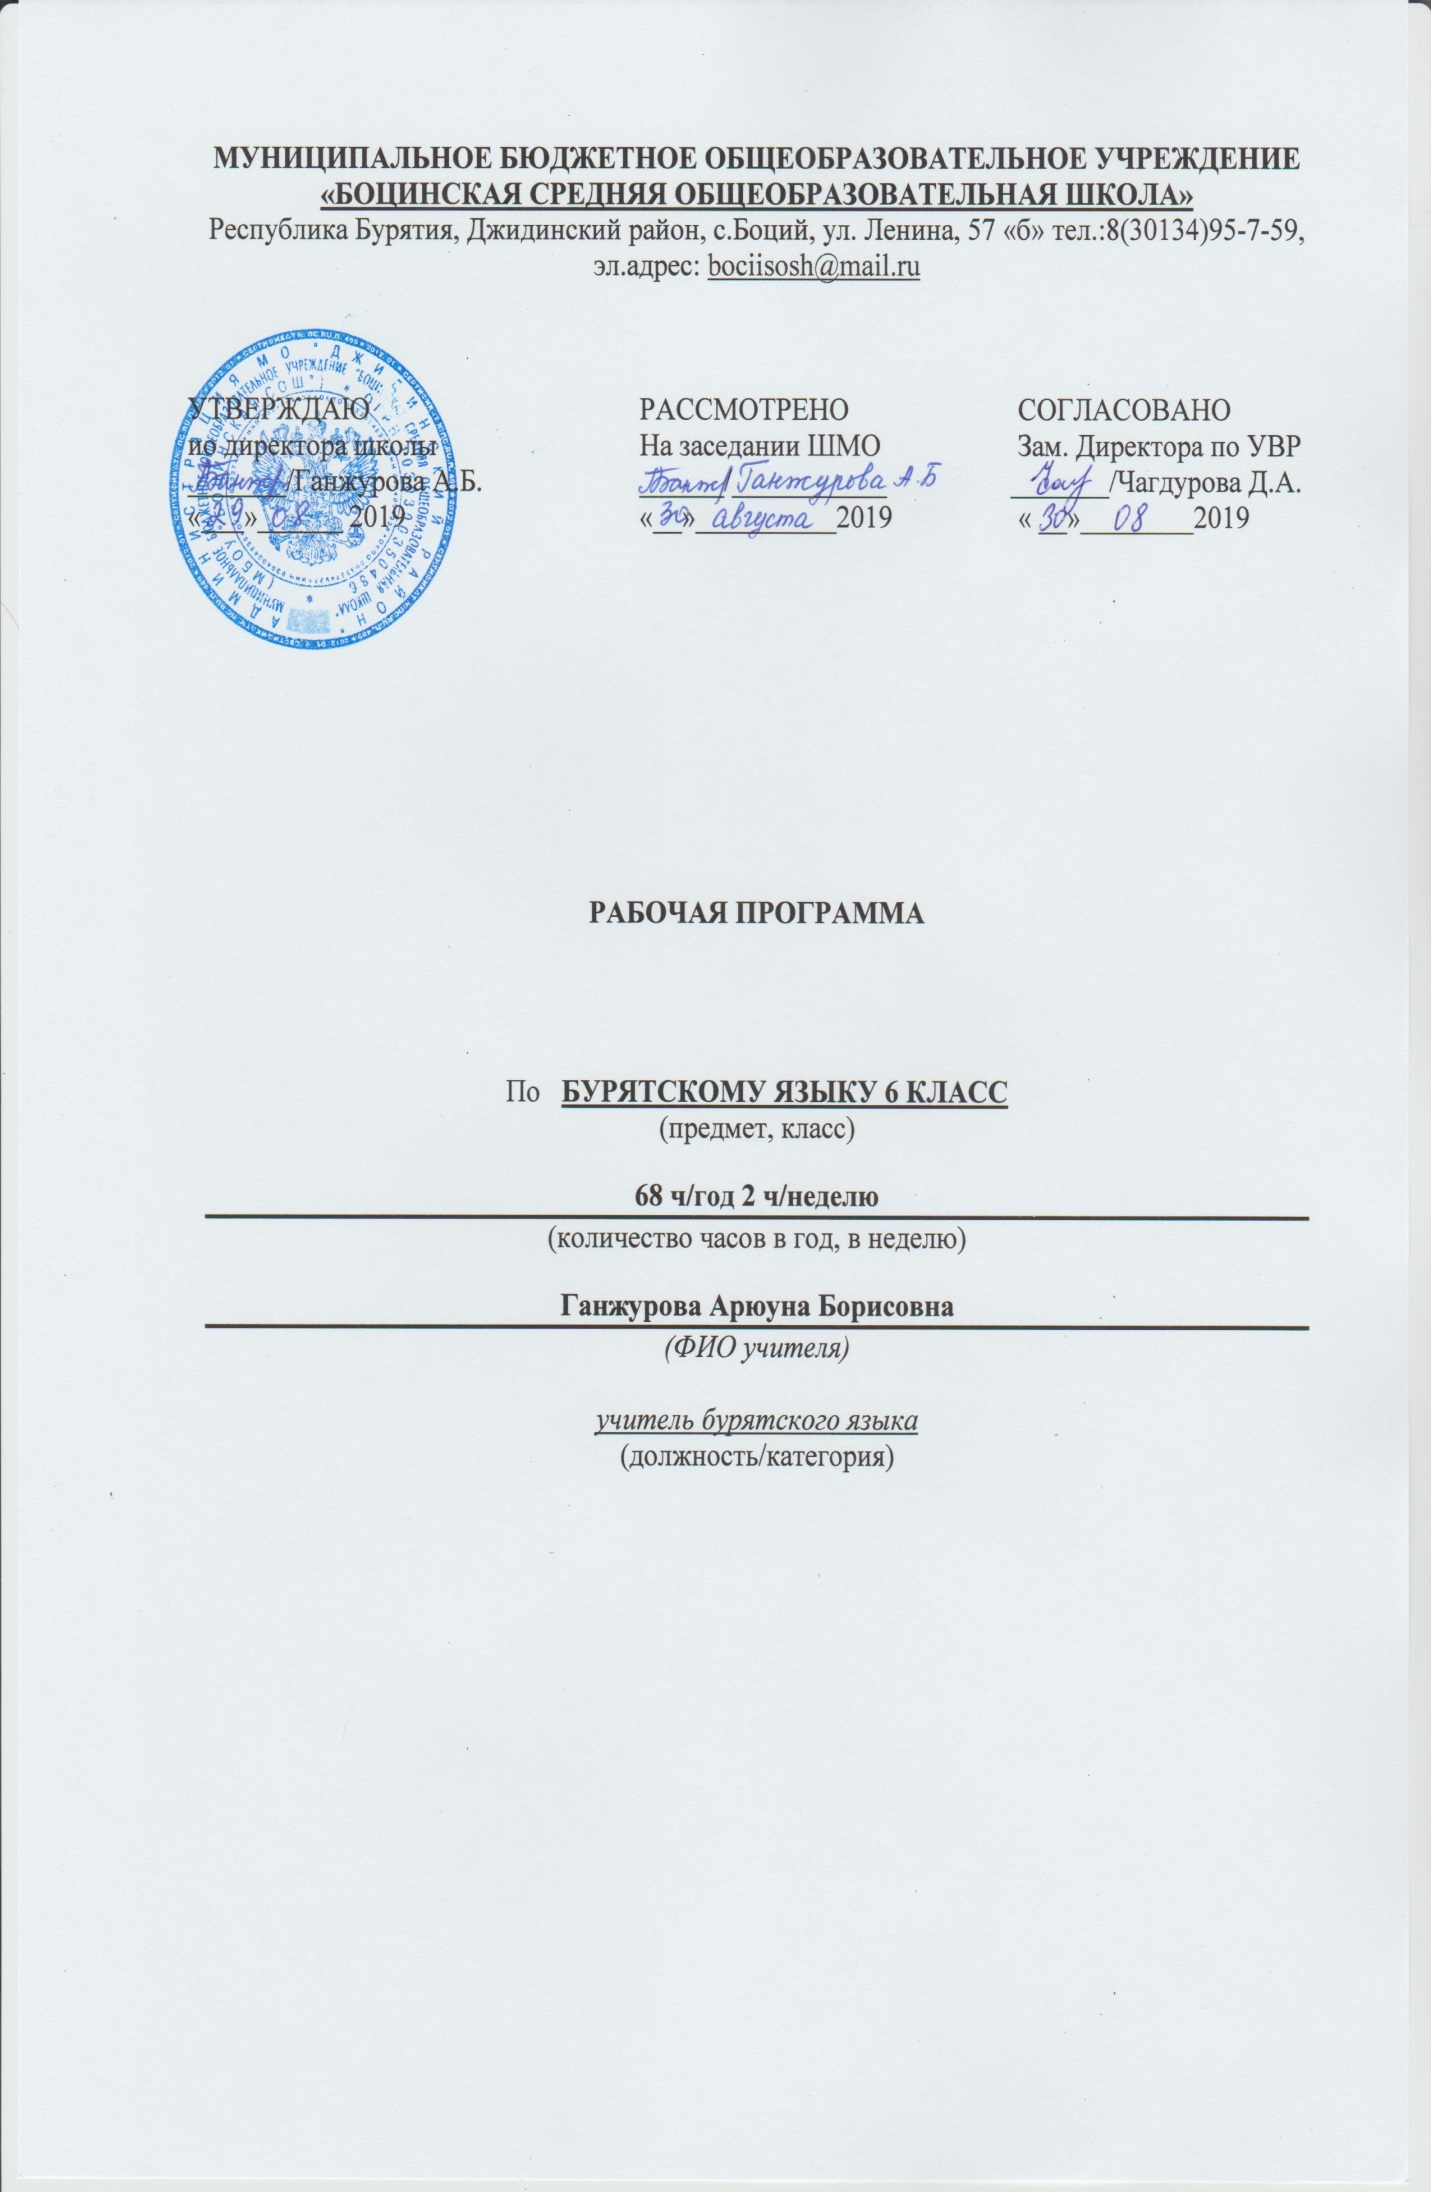 МУНИЦИПАЛЬНОЕ БЮДЖЕТНОЕ ОБЩЕОБРАЗОВАТЕЛЬНОЕ УЧРЕЖДЕНИЕ
«БОЦИНСКАЯ СРЕДНЯЯ ОБЩЕОБРАЗОВАТЕЛЬНАЯ ШКОЛА»
Республика Бурятия, Джидинский район, с.Боций, ул. Ленина, 57 «б» тел.:8(30134)95-7-59,
эл.адрес: bociisosh@mail.ru
УТВЕРЖДАЮ
ио директора школы
/Ганжурова А.Б.
«29» 08 2019
РАССМОТРЕНО
На заседании ШМО
/ Ганжурова А.Б
«30» августа 2019
СОГЛАСОВАНО
Зам. Директора по УВР
/Чагдурова Д.А.
«30» 08 2019
РАБОЧАЯ ПРОГРАММА
По БУРЯТСКОМУ ЯЗЫКУ 6 КЛАСС
(предмет, класс)
68 ч/год 2 ч/неделю
(количество часов в год, в неделю)
Ганжурова Арюуна Борисовна
(ФИО учителя)
учитель бурятского языка
(должность/категория)